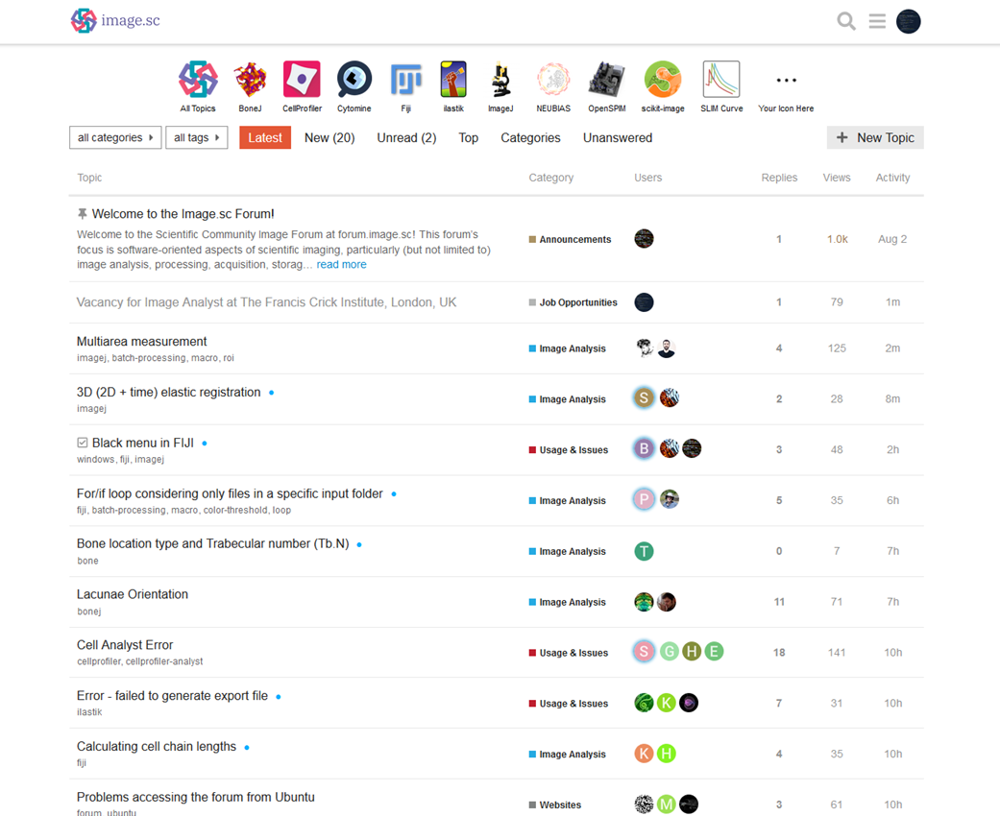 image.sc
All Topics BoneJ CellProfiler Cytomine Fiji ilastik ImageJ NEUBIAS OpenSPIM scikit-image SLIM Curve Your Icon Here
all categories all tags Latest New (20) Unread (2) Top Categories Unanswered + New Topic
Topic Category Users Replies Views Activity
Welcome to the Image.sc Forum!
Welcome to the Scientific Community Image Forum at forum.image.sc! This forum's
focus is software-oriented aspects of scientific imaging, particularly (but not limited to)
image analysis, processing, acquisition, storag… read more
Announcements 1 1.0k Aug 2
Vacancy for Image Analyst at The Francis Crick Institute, London, UK Job Opportunities 1 79 1m
Multiarea measurement
imagej, batch-processing, macro, roi
Image Analysis 4 125 2m
3D (2D + time) elastic registration
imagej
Image Analysis S 2 28 8m
Black menu in FIJI
windows, fiji, imagej
Usage & Issues B 3 48 2h
For/if loop considering only files in a specific input folder
fiji, batch-processing, macro, color-threshold, loop
Image Analysis P 5 35 6h
Bone location type and Trabecular number (Tb.N)
bone
Image Analysis T 0 7 7h
Lacunae Orientation
bonej
Image Analysis 11 71 7h
Cell Analyst Error
cellprofiler, cellprofiler-analyst
Usage & Issues S G H E 18 141 10h
Error - failed to generate export file
ilastik
Usage & Issues K 7 31 10h
Calculating cell chain lengths
fiji
Image Analysis K H 4 35 10h
Problems accessing the forum from Ubuntu
forum, ubuntu
Websites M 3 61 10h